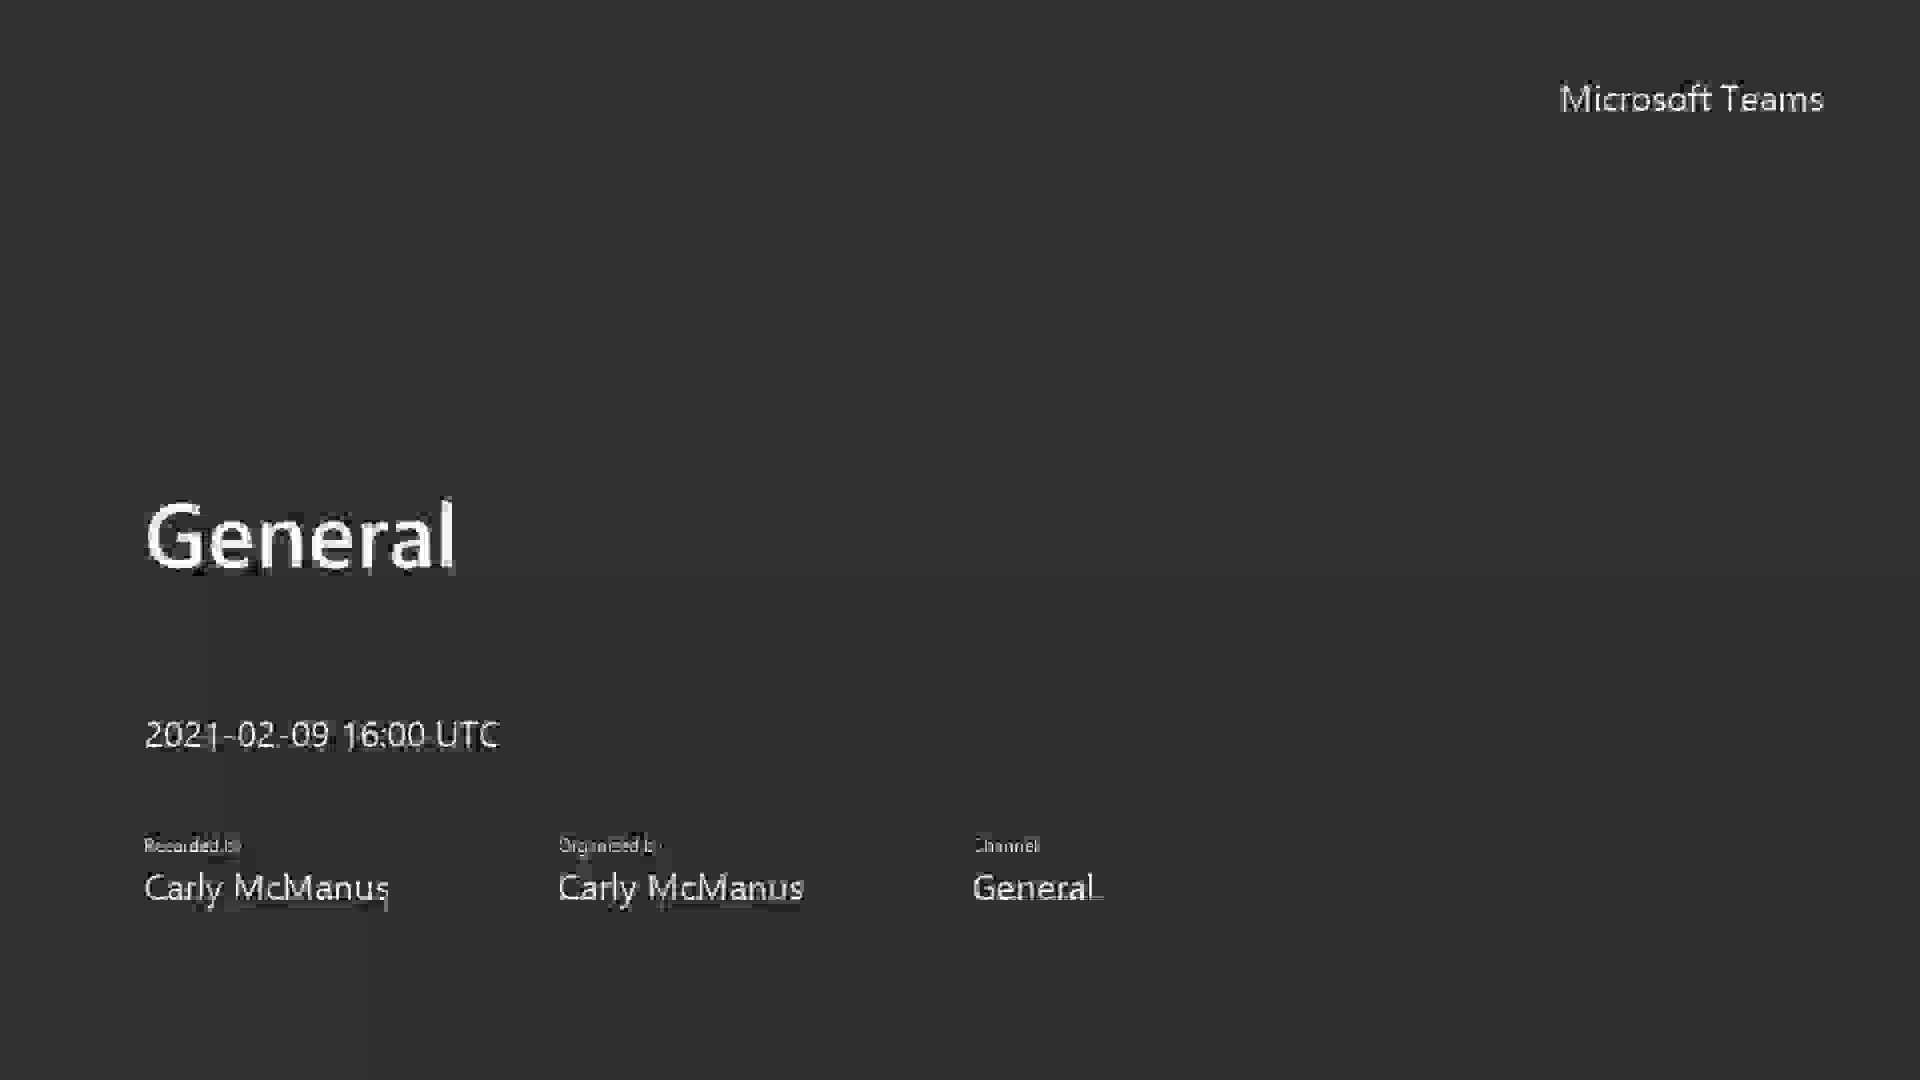 Microsoft Teams
General
2021-02-09 16:00 UTC
Recorded by Organized by Channel
Carly McManus Carly McManus General